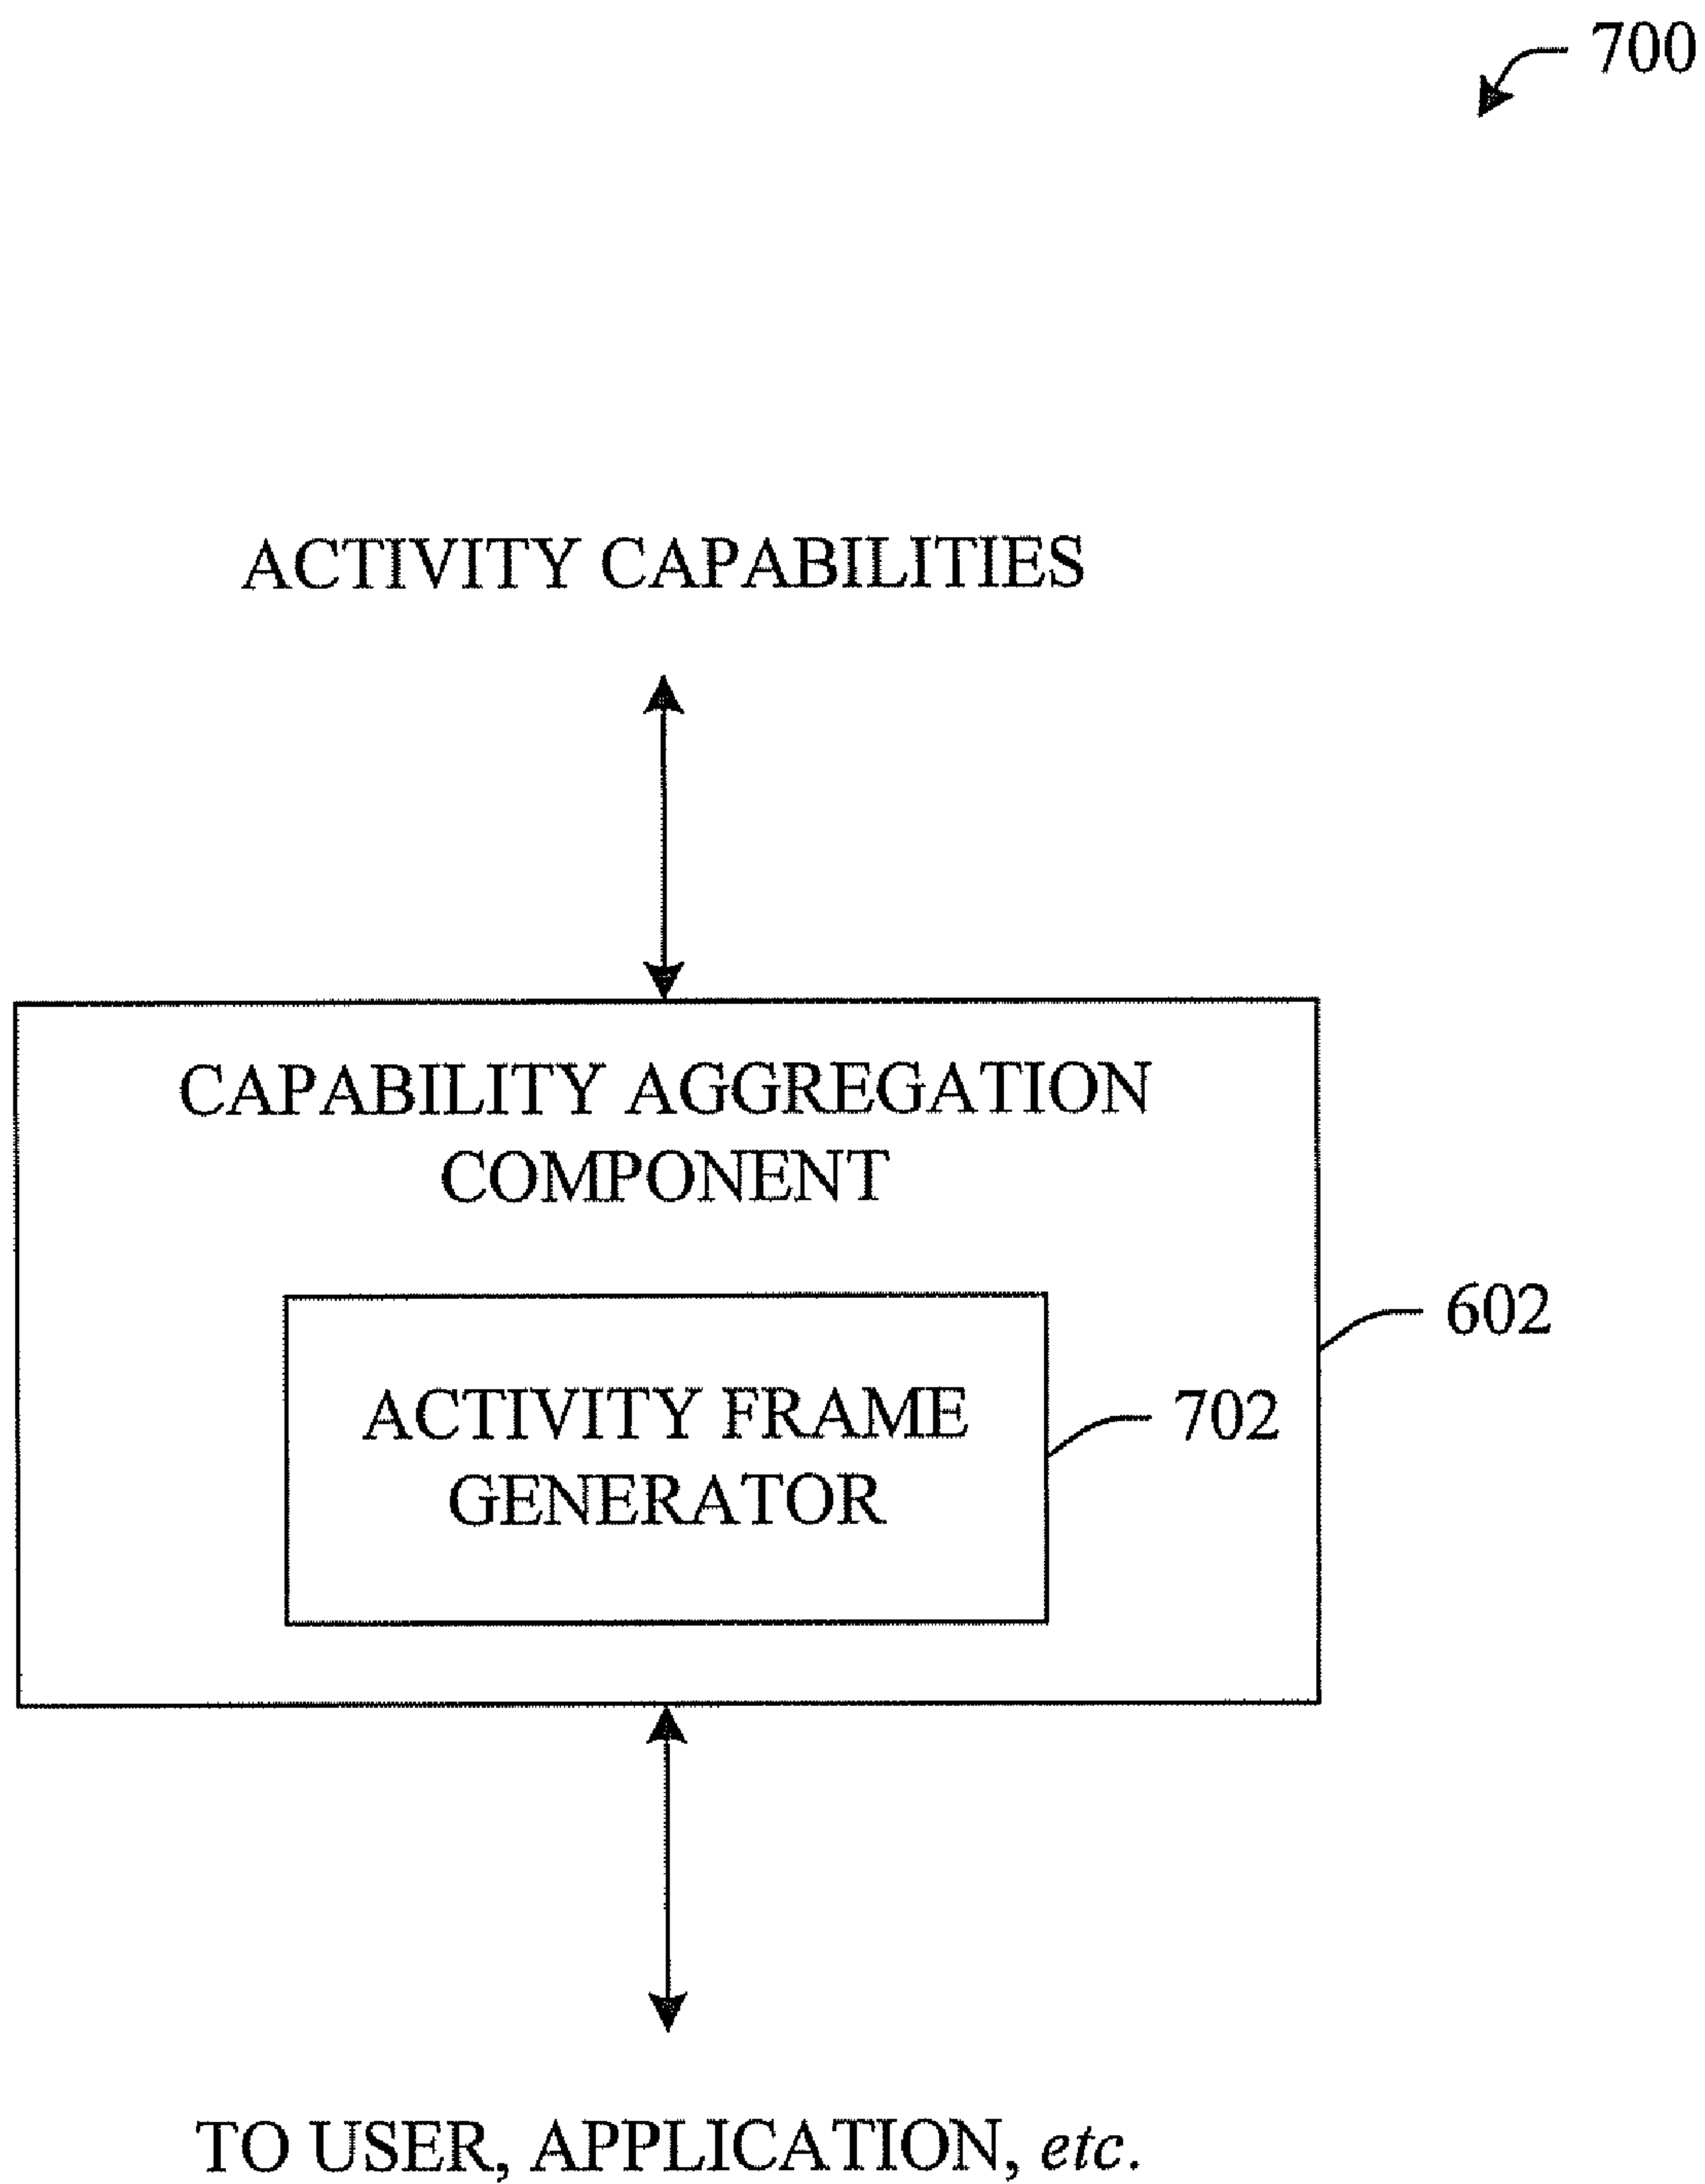 700
ACTIVITY CAPABILITIES
CAPABILITY AGGREGATION
COMPONENT
602
ACTIVITY FRAME
GENERATOR
702
TO USER, APPLICATION, etc.